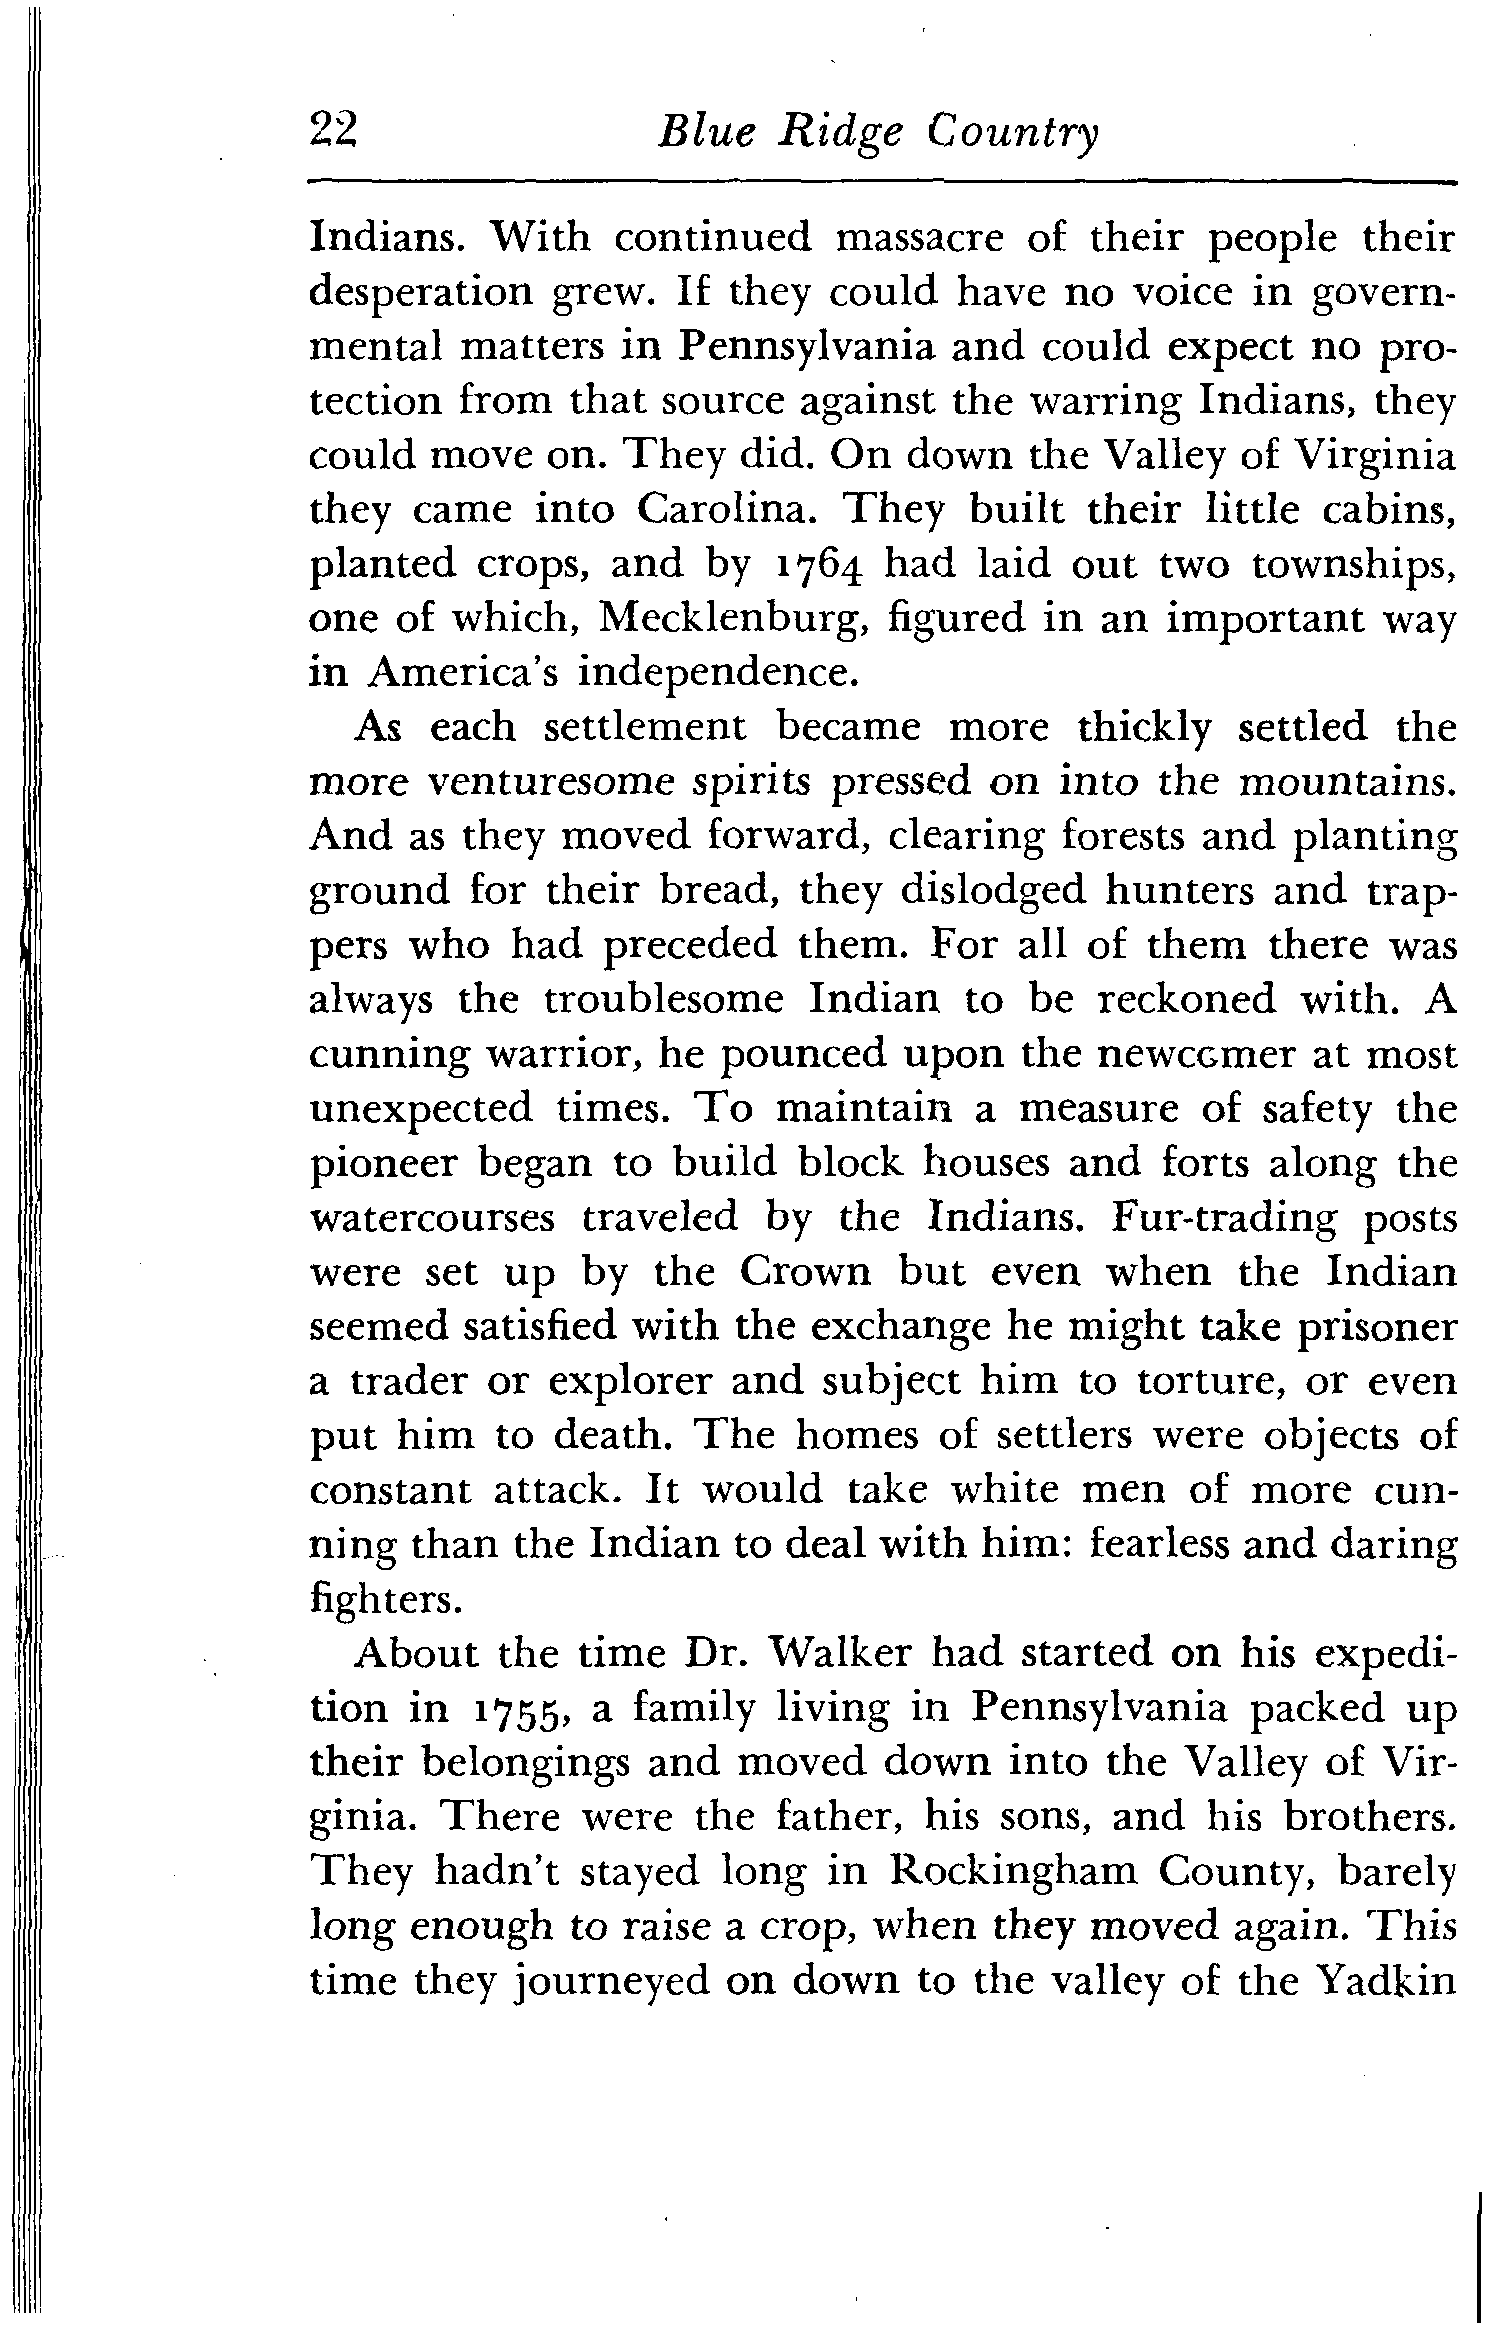 22 Blue Ridge Country
Indians. With continued massacre of their people their
desperation grew. If they could have no voice in govern-
mental matters in Pennsylvania and could expect no pro-
tection from that source against the warring Indians, they
could move on. They did. On down the Valley of Virginia
they came into Carolina. They built their little cabins,
planted crops, and by 1764 had laid out two townships,
one of which, Mecklenburg, figured in an important way
in America's independence.
As each settlement became more thickly settled the
more venturesome spirits pressed on into the mountains.
And as they moved forward, clearing forests and planting
ground for their bread, they dislodged hunters and trap-
pers who had preceded them. For all of them there was
always the troublesome Indian to be reckoned with. A
cunning warrior, he pounced upon the newcomer at most
unexpected times. To maintain a measure of safety the
pioneer began to build block houses and forts along the
watercourses traveled by the Indians. Fur-trading posts
were set up by the Crown but even when the Indian
seemed satisfied with the exchange he might take prisoner
a trader or explorer and subject him to torture, or even
put him to death. The homes of settlers were objects of
constant attack. It would take white men of more cun-
ning than the Indian to deal with him: fearless and daring
fighters.
About the time Dr. Walker had started on his expedi-
tion in 1755, a family living in Pennsylvania packed up
their belongings and moved down into the Valley of Vir-
ginia. There were the father, his sons, and his brothers.
They hadn't stayed long in Rockingham County, barely
long enough to raise a crop, when they moved again. This
time they journeyed on down to the valley of the Yadkin